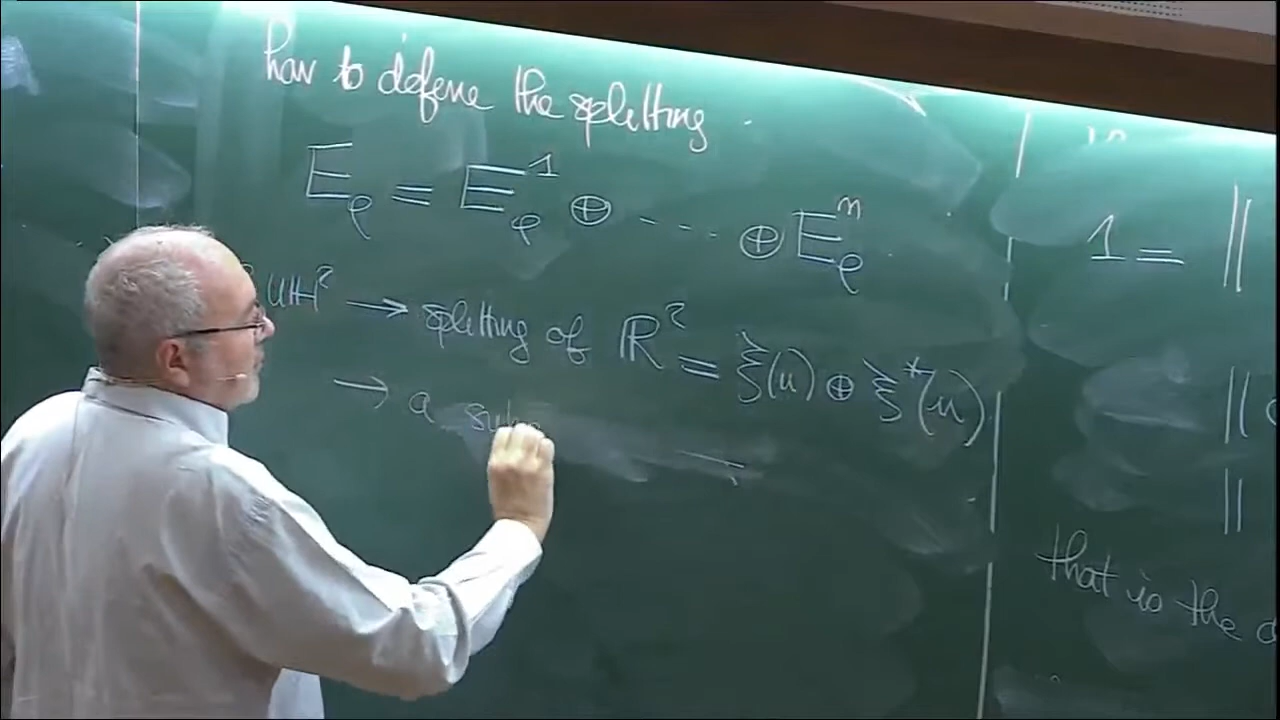 how to define the splitting
E_ρ = E_ρ^1 ⊕ ... ⊕ E_ρ^n
UH² → splitting of ℝ² = ξ(u) ⊕ ξ*(u)
→ a sub
1 = ||
||
||
that is the